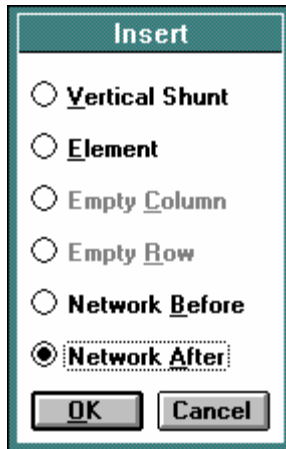 Insert
Vertical Shunt
Element
Empty Column
Empty Row
Network Before
Network After
OK Cancel